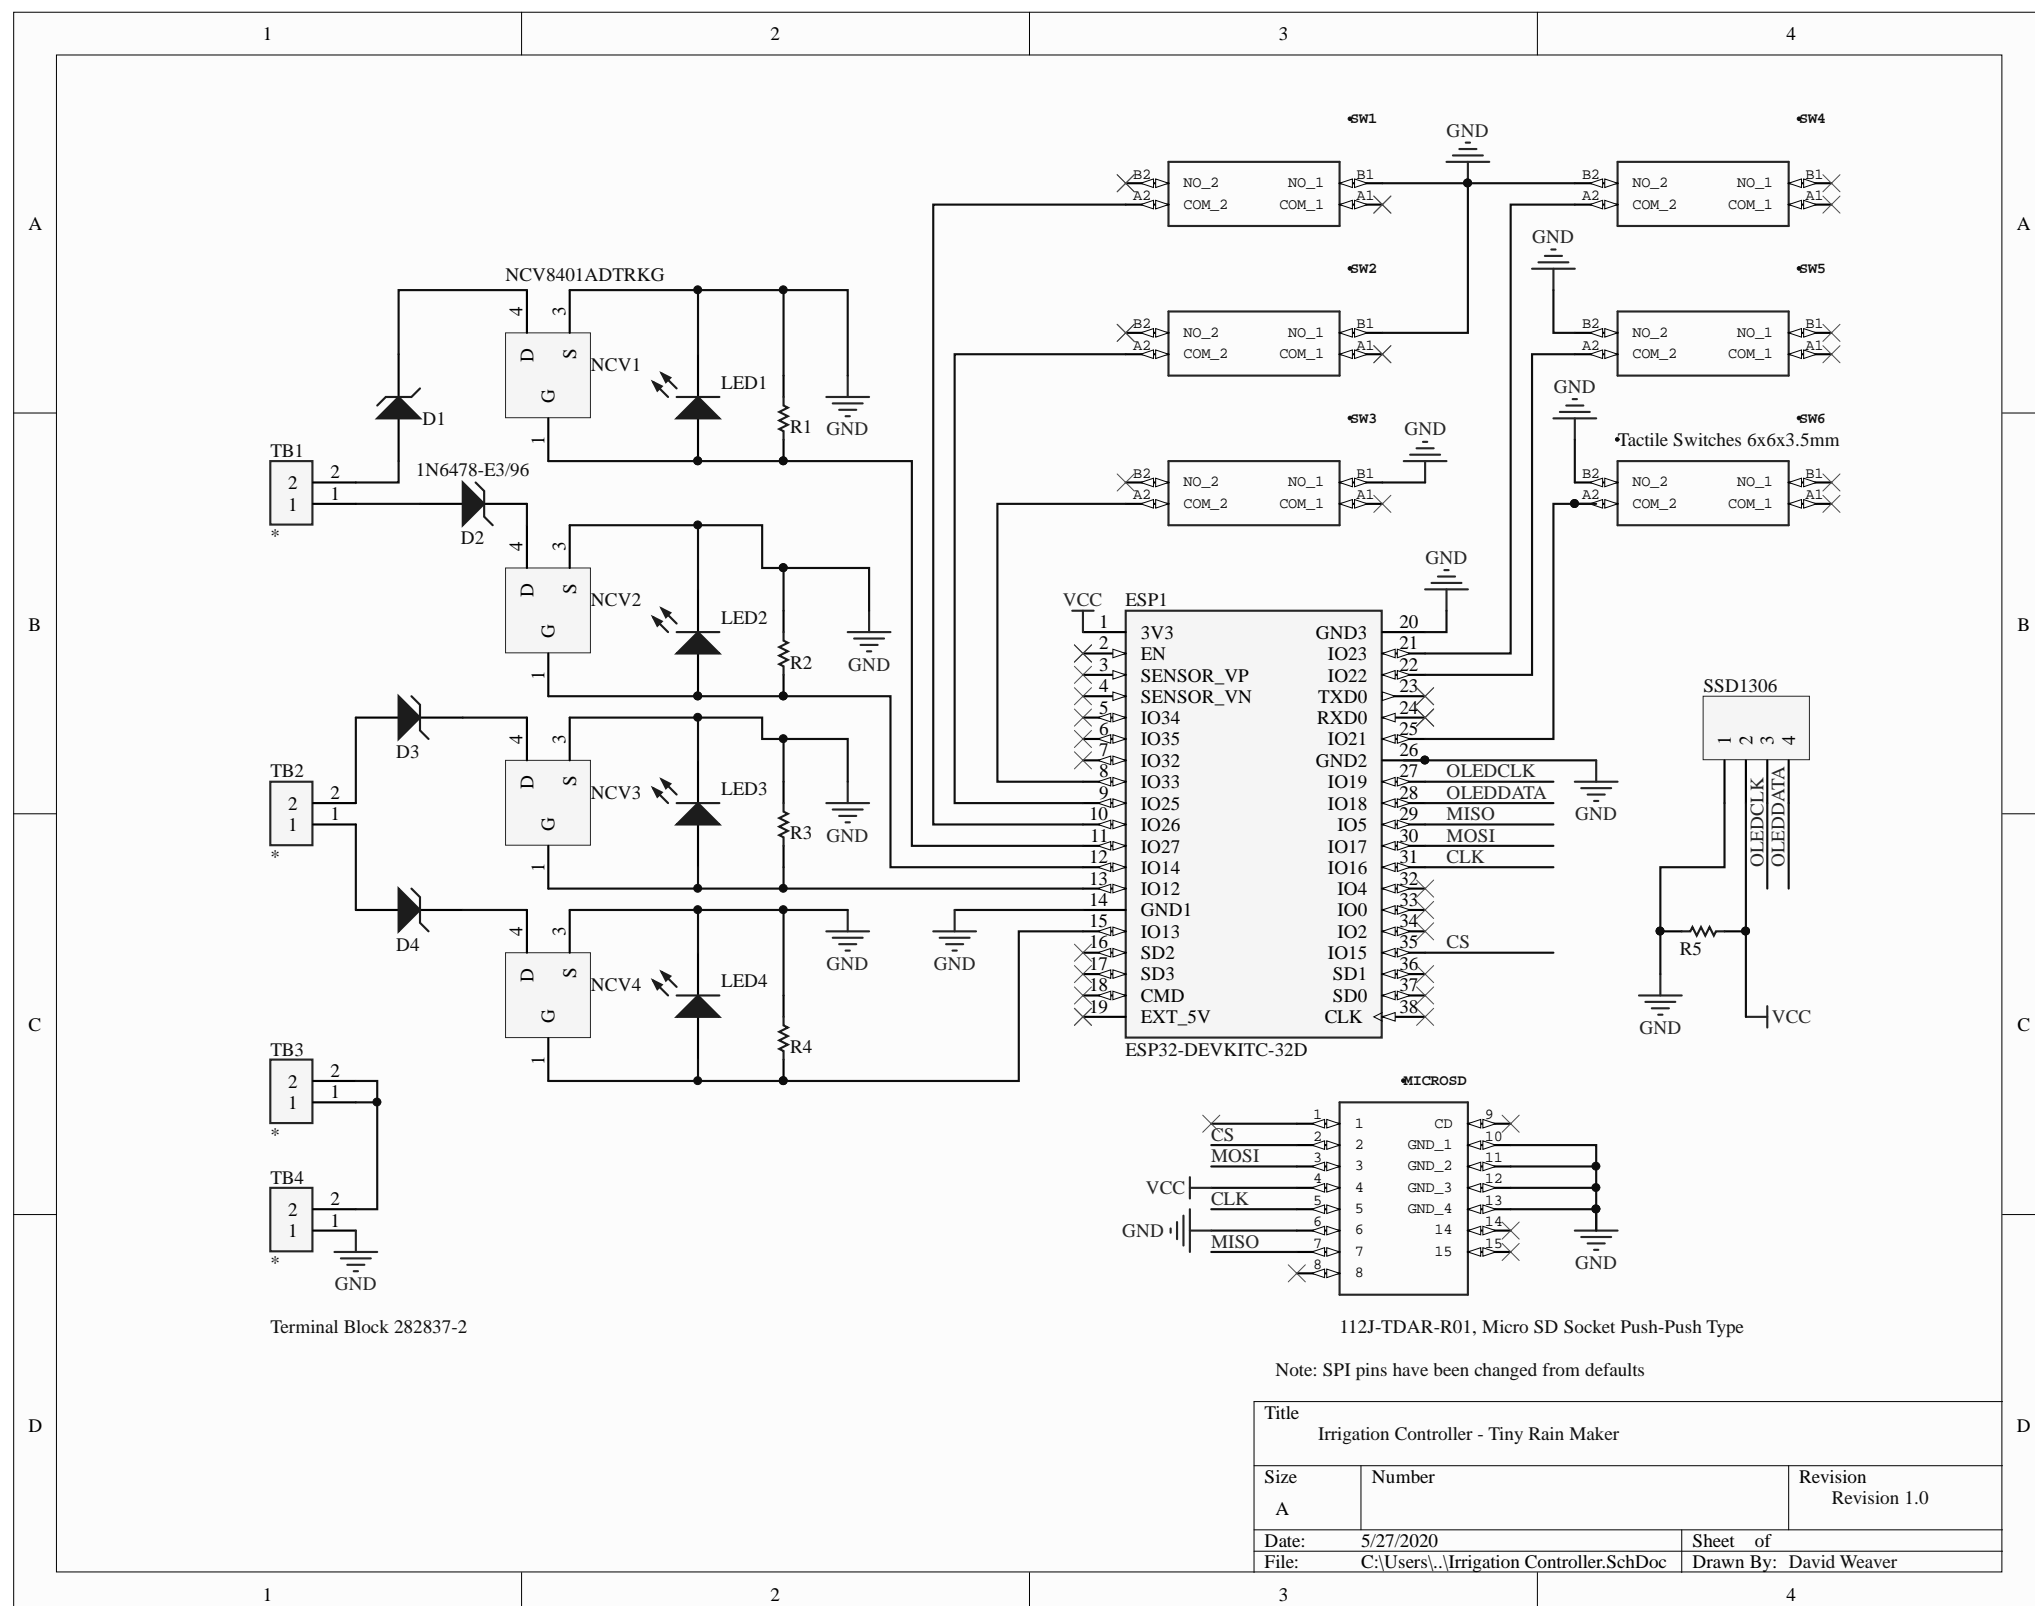 1 2 3 4
A A
B B
C C
D D
1 2 3 4
NCV8401ADTRKG
4 3
D S
G
1
NCV1
LED1
R1
GND
D1
TB1
2 2
1 1
*
1N6478-E3/96
D2
4 3
D S
G
1
NCV2
LED2
R2
GND
D3
4 3
D S
G
1
NCV3
LED3
R3
GND
TB2
2 2
1 1
*
D4
4 3
D S
G
1
NCV4
LED4
R4
GND
GND
TB3
2 2
1 1
*
TB4
2 2
1 1
*
GND
Terminal Block 282837-2
SW1
B2 NO_2 NO_1 B1
A2 COM_2 COM_1 A1
GND
SW4
B2 NO_2 NO_1 B1
A2 COM_2 COM_1 A1
SW2
B2 NO_2 NO_1 B1
A2 COM_2 COM_1 A1
GND
SW5
B2 NO_2 NO_1 B1
A2 COM_2 COM_1 A1
SW3
B2 NO_2 NO_1 B1
A2 COM_2 COM_1 A1
GND
GND
SW6
Tactile Switches 6x6x3.5mm
B2 NO_2 NO_1 B1
A2 COM_2 COM_1 A1
GND
VCC
ESP1
1 3V3 GND3 20
2 EN IO23 21
3 SENSOR_VP IO22 22
4 SENSOR_VN TXD0 23
5 IO34 RXD0 24
6 IO35 IO21 25
7 IO32 GND2 26
8 IO33 IO19 27 OLEDCLK
9 IO25 IO18 28 OLEDDATA
10 IO26 IO5 29 MISO
11 IO27 IO17 30 MOSI
12 IO14 IO16 31 CLK
13 IO12 IO4 32
14 GND1 IO0 33
15 IO13 IO2 34
16 SD2 IO15 35 CS
17 SD3 SD1 36
18 CMD SD0 37
19 EXT_5V CLK 38
ESP32-DEVKITC-32D
GND
SSD1306
1 2 3 4
OLEDCLK
OLEDDATA
R5
GND
VCC
MICROSD
1 1 CD 9
CS 2 2 GND_1 10
MOSI 3 3 GND_2 11
VCC 4 4 GND_3 12
CLK 5 5 GND_4 13
GND 6 6 14 14
MISO 7 7 15 15
8 8
GND
112J-TDAR-R01, Micro SD Socket Push-Push Type
Note: SPI pins have been changed from defaults
Title
Irrigation Controller - Tiny Rain Maker
Size Number Revision
A Revision 1.0
Date: 5/27/2020 Sheet of
File: C:\Users\..\Irrigation Controller.SchDoc Drawn By: David Weaver